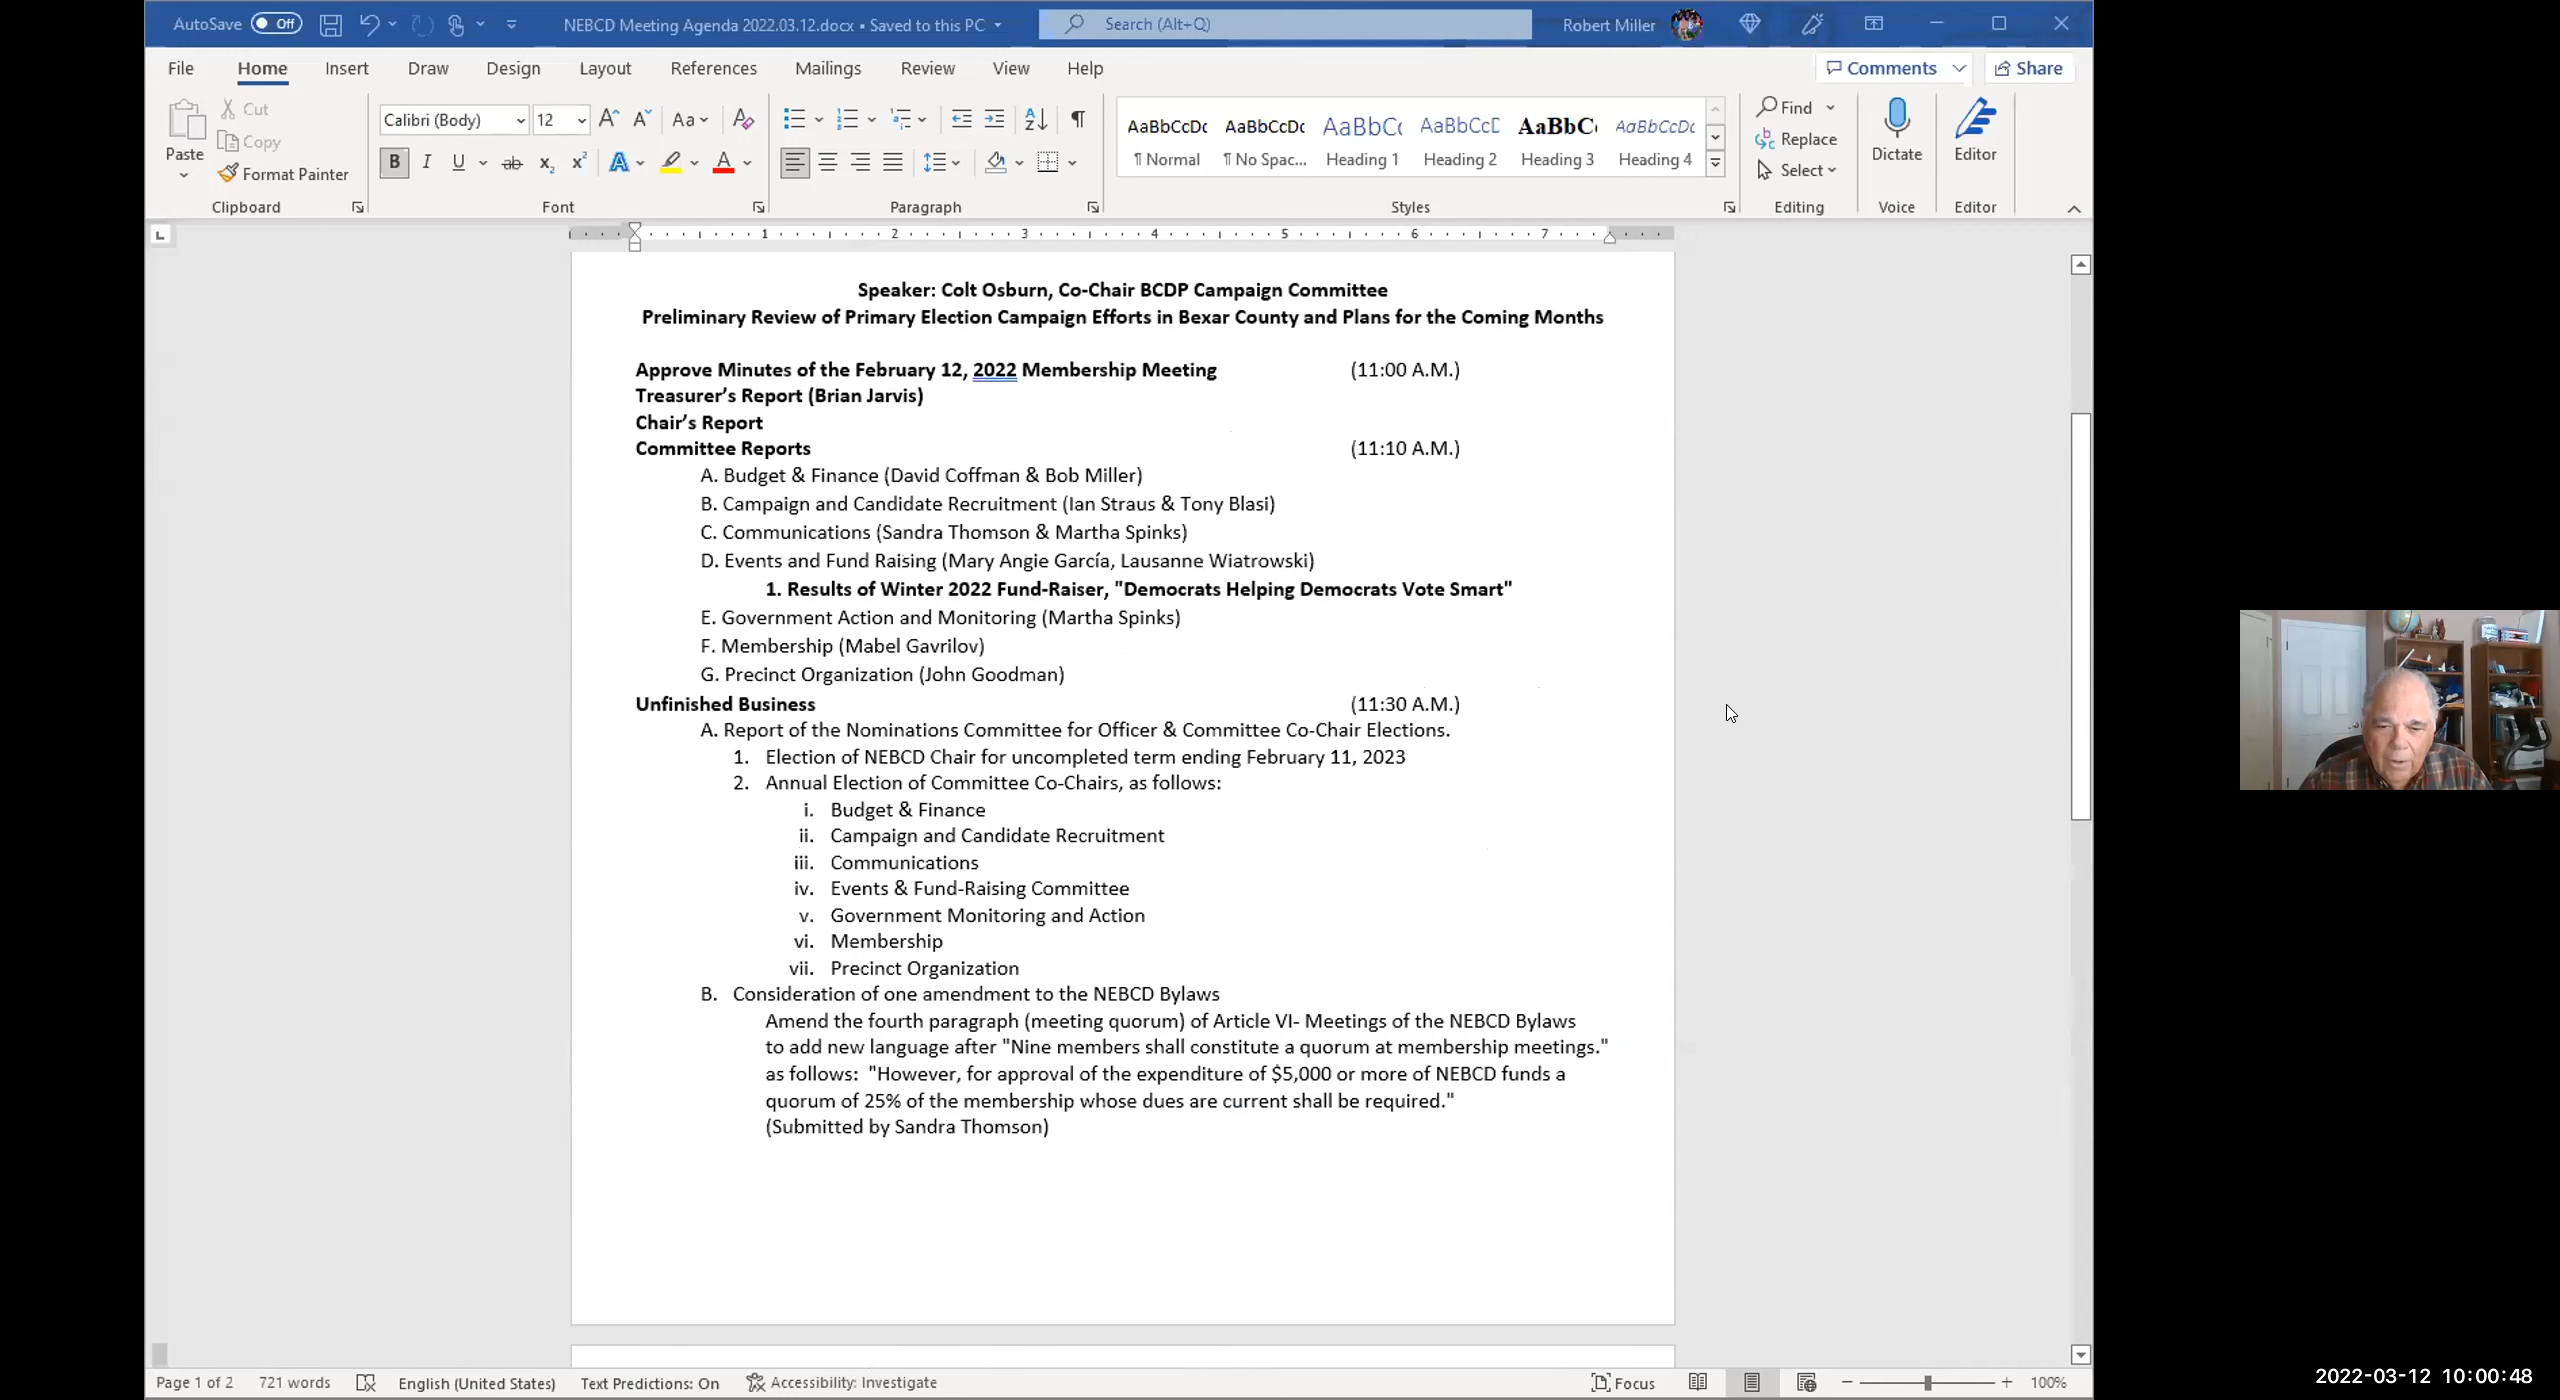 AutoSave Off NEBCD Meeting Agenda 2022.03.12.docx • Saved to this PC Search (Alt+Q) Robert Miller
File Home Insert Draw Design Layout References Mailings Review View Help Comments Share
Paste Cut Copy Format Painter Clipboard
Calibri (Body) 12 Aa B I U ab x₂ x² A A Font
Paragraph
AaBbCcDc AaBbCcDc AaBbC AaBbCcD AaBbC AaBbCcDc
¶ Normal ¶ No Spac... Heading 1 Heading 2 Heading 3 Heading 4
Styles
Find Replace Select Editing
Dictate Voice
Editor Editor
1 2 3 4 5 6 7
Speaker: Colt Osburn, Co-Chair BCDP Campaign Committee
Preliminary Review of Primary Election Campaign Efforts in Bexar County and Plans for the Coming Months
Approve Minutes of the February 12, 2022 Membership Meeting (11:00 A.M.)
Treasurer’s Report (Brian Jarvis)
Chair’s Report
Committee Reports (11:10 A.M.)
A. Budget & Finance (David Coffman & Bob Miller)
B. Campaign and Candidate Recruitment (Ian Straus & Tony Blasi)
C. Communications (Sandra Thomson & Martha Spinks)
D. Events and Fund Raising (Mary Angie García, Lausanne Wiatrowski)
1. Results of Winter 2022 Fund-Raiser, "Democrats Helping Democrats Vote Smart"
E. Government Action and Monitoring (Martha Spinks)
F. Membership (Mabel Gavrilov)
G. Precinct Organization (John Goodman)
Unfinished Business (11:30 A.M.)
A. Report of the Nominations Committee for Officer & Committee Co-Chair Elections.
1. Election of NEBCD Chair for uncompleted term ending February 11, 2023
2. Annual Election of Committee Co-Chairs, as follows:
i. Budget & Finance
ii. Campaign and Candidate Recruitment
iii. Communications
iv. Events & Fund-Raising Committee
v. Government Monitoring and Action
vi. Membership
vii. Precinct Organization
B. Consideration of one amendment to the NEBCD Bylaws
Amend the fourth paragraph (meeting quorum) of Article VI- Meetings of the NEBCD Bylaws
to add new language after "Nine members shall constitute a quorum at membership meetings."
as follows: "However, for approval of the expenditure of $5,000 or more of NEBCD funds a
quorum of 25% of the membership whose dues are current shall be required."
(Submitted by Sandra Thomson)
Page 1 of 2 721 words English (United States) Text Predictions: On Accessibility: Investigate Focus 100%
2022-03-12 10:00:48